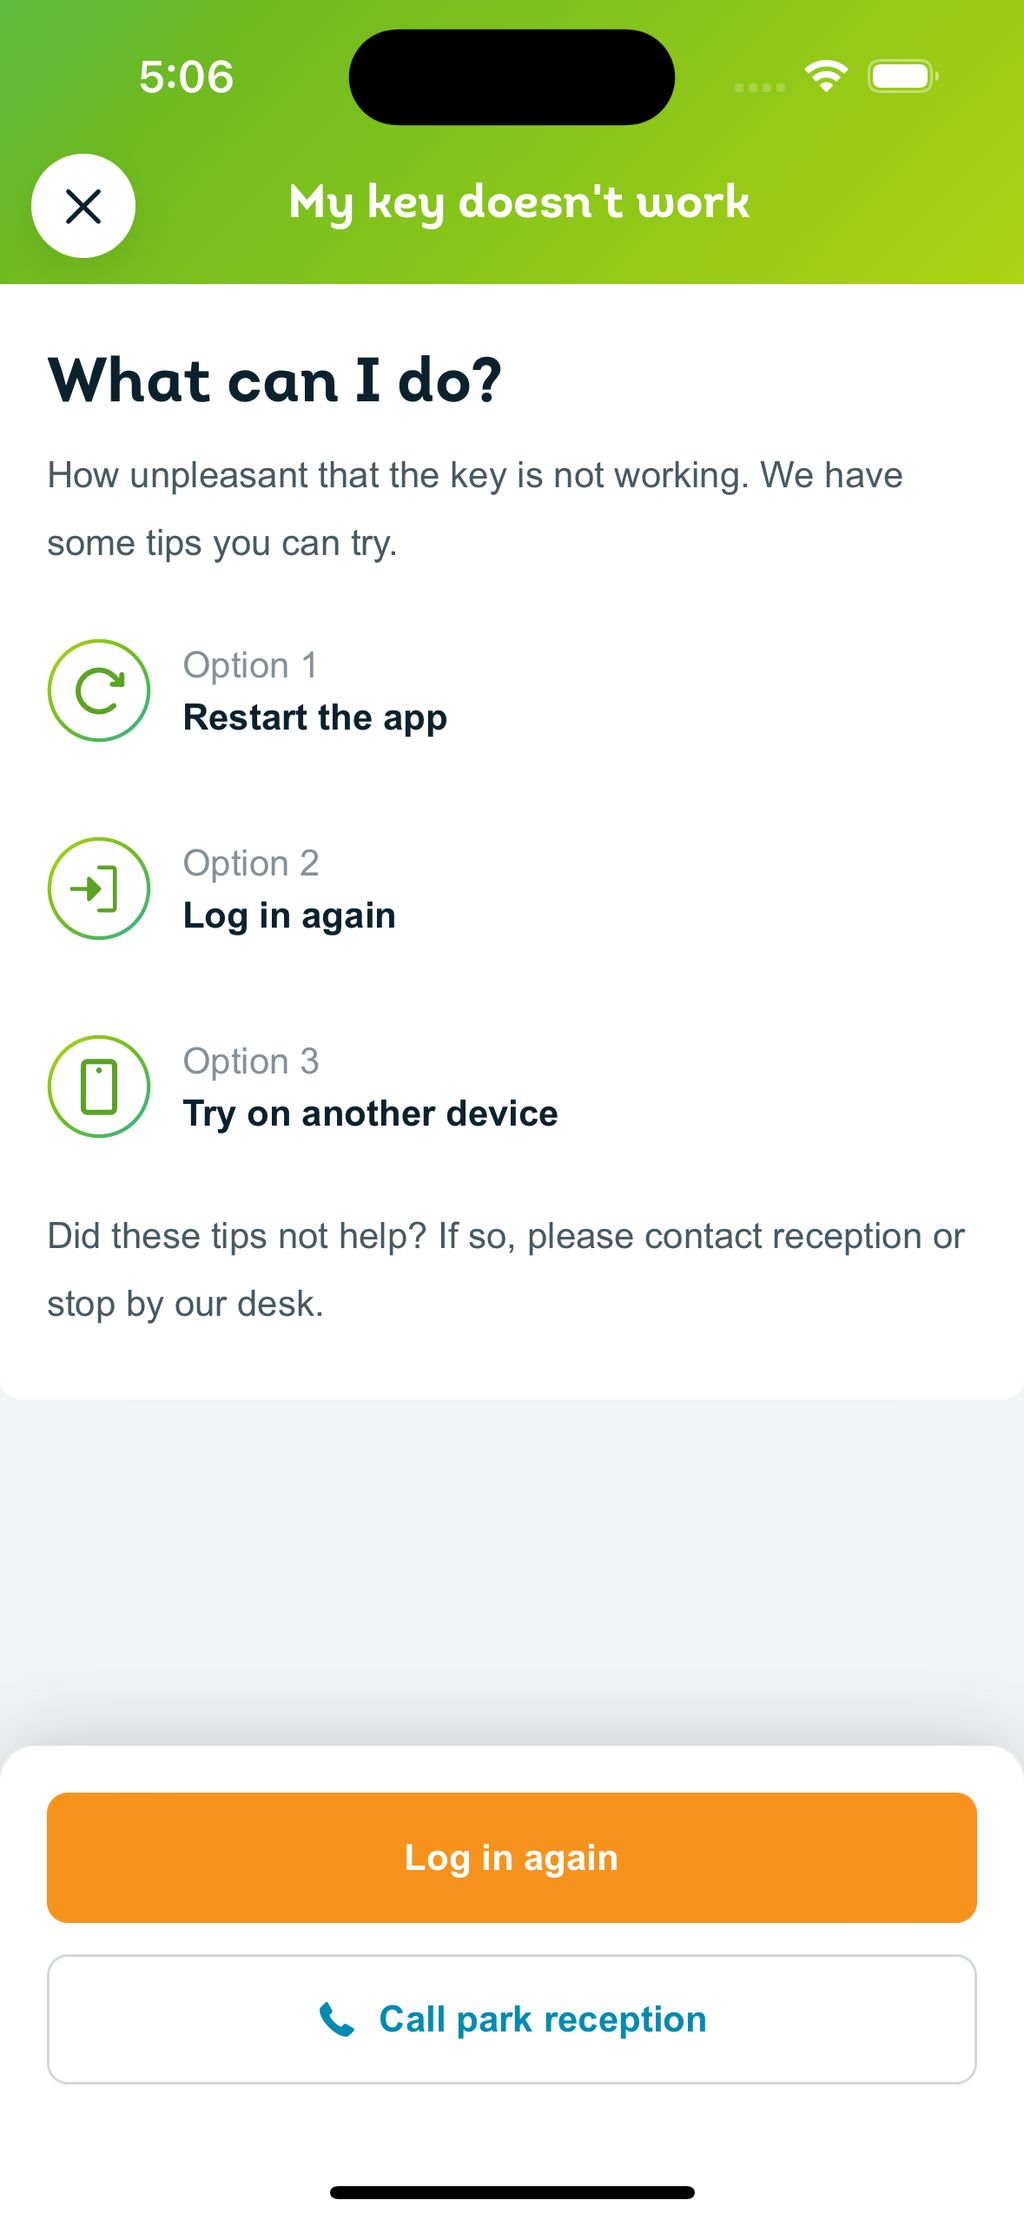 5:06
My key doesn't work
What can I do?
How unpleasant that the key is not working. We have
some tips you can try.
Option 1
Restart the app
Option 2
Log in again
Option 3
Try on another device
Did these tips not help? If so, please contact reception or
stop by our desk.
Log in again
Call park reception